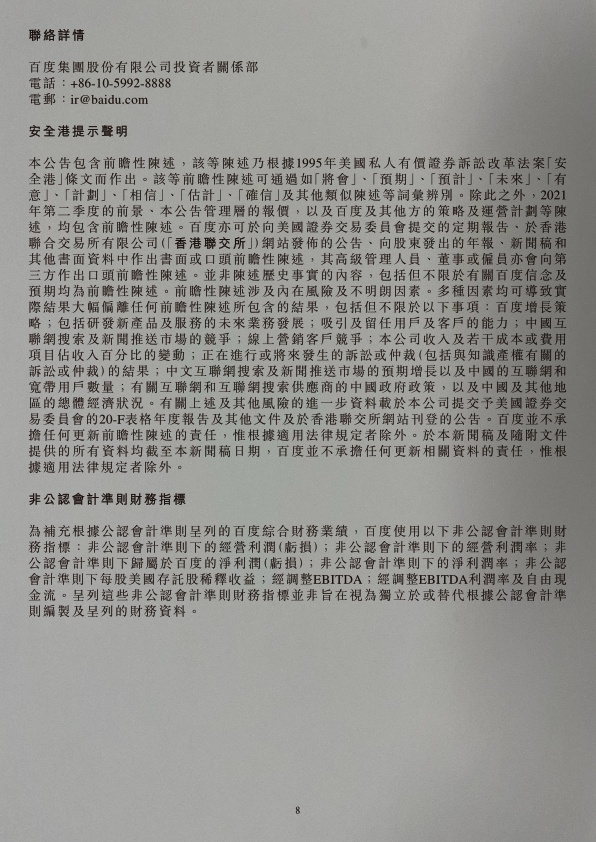 聯絡詳情
百度集團股份有限公司投資者關係部
電話：+86-10-5992-8888
電郵：ir@baidu.com
安全港提示聲明
本公告包含前瞻性陳述，該等陳述乃根據1995年美國私人有價證券訴訟改革法案「安
全港」條文而作出。該等前瞻性陳述可通過如「將會」、「預期」、「預計」、「未來」、「有
意」、「計劃」、「相信」、「估計」、「確信」及其他類似陳述等詞彙辨別。除此之外，2021
年第二季度的前景、本公告管理層的報價，以及百度及其他方的策略及運營計劃等陳
述，均包含前瞻性陳述。百度亦可於向美國證券交易委員會提交的定期報告、於香港
聯合交易所有限公司(「香港聯交所」)網站發佈的公告、向股東發出的年報、新聞稿和
其他書面資料中作出書面或口頭前瞻性陳述，其高級管理人員、董事或僱員亦會向第
三方作出口頭前瞻性陳述。並非陳述歷史事實的內容，包括但不限於有關百度信念及
預期均為前瞻性陳述。前瞻性陳述涉及內在風險及不明朗因素。多種因素均可導致實
際結果大幅偏離任何前瞻性陳述所包含的結果，包括但不限於以下事項：百度增長策
略；包括研發新產品及服務的未來業務發展；吸引及留任用戶及客戶的能力；中國互
聯網搜索及新聞推送市場的競爭；線上營銷客戶競爭；本公司收入及若干成本或費用
項目佔收入百分比的變動；正在進行或將來發生的訴訟或仲裁(包括與知識產權有關的
訴訟或仲裁)的結果；中文互聯網搜索及新聞推送市場的預期增長以及中國的互聯網和
寬帶用戶數量；有關互聯網和互聯網搜索供應商的中國政府政策，以及中國及其他地
區的總體經濟狀況。有關上述及其他風險的進一步資料載於本公司提交予美國證券交
易委員會的20-F表格年度報告及其他文件及於香港聯交所網站刊登的公告。百度並不承
擔任何更新前瞻性陳述的責任，惟根據適用法律規定者除外。於本新聞稿及隨附文件
提供的所有資料均截至本新聞稿日期，百度並不承擔任何更新相關資料的責任，惟根
據適用法律規定者除外。
非公認會計準則財務指標
為補充根據公認會計準則呈列的百度綜合財務業績，百度使用以下非公認會計準則財
務指標：非公認會計準則下的經營利潤(虧損)；非公認會計準則下的經營利潤率；非
公認會計準則下歸屬於百度的淨利潤(虧損)；非公認會計準則下的淨利潤率；非公認
會計準則下每股美國存託股稀釋收益；經調整EBITDA；經調整EBITDA利潤率及自由現
金流。呈列這些非公認會計準則財務指標並非旨在視為獨立於或替代根據公認會計準
則編製及呈列的財務資料。
8